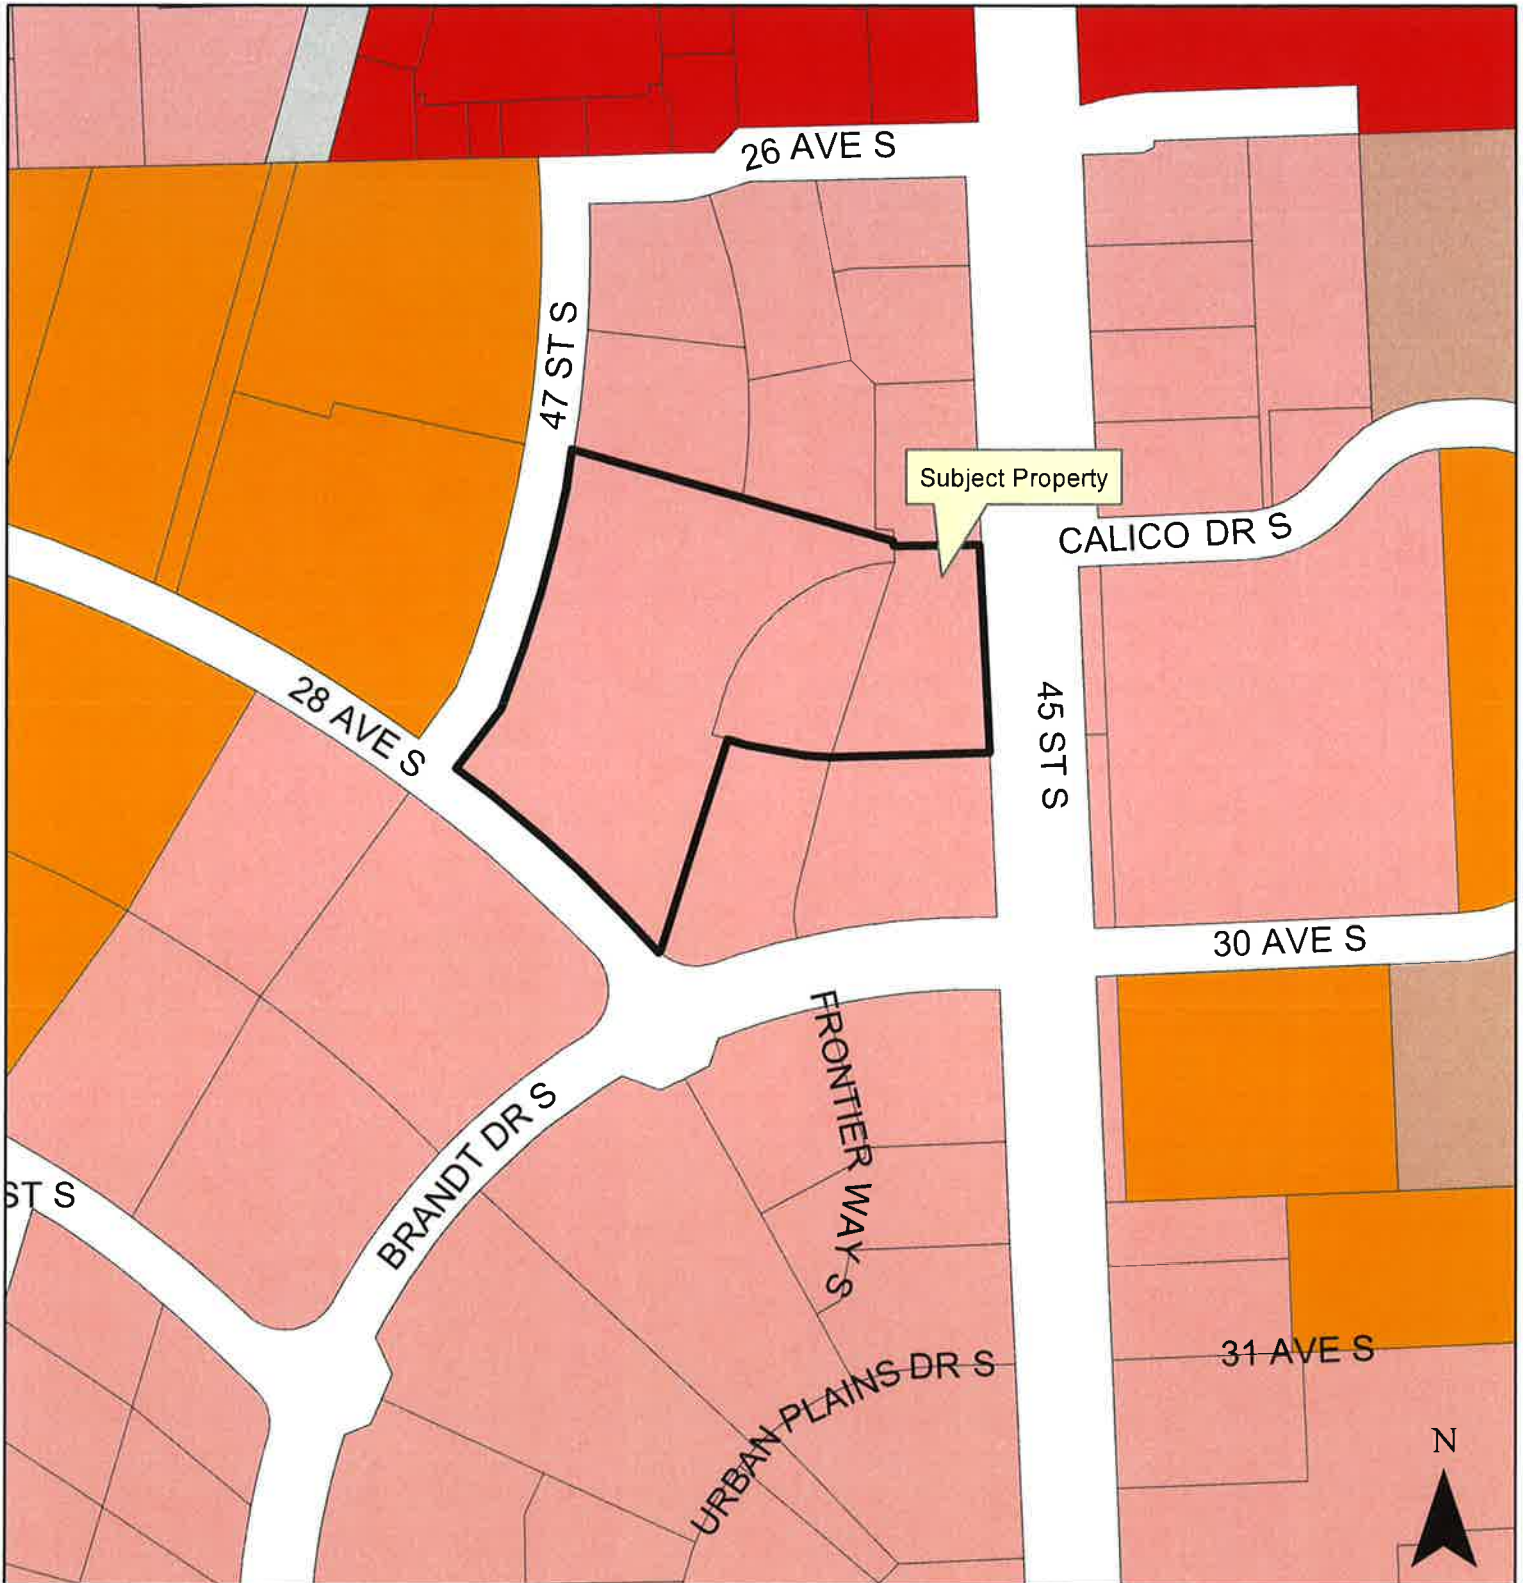 26 AVE S
47 ST S
Subject Property
CALICO DR S
28 AVE S
45 ST S
30 AVE S
FRONTIER WAY S
BRANDT DR S
ST S
31 AVE S
URBAN PLAINS DR S
N